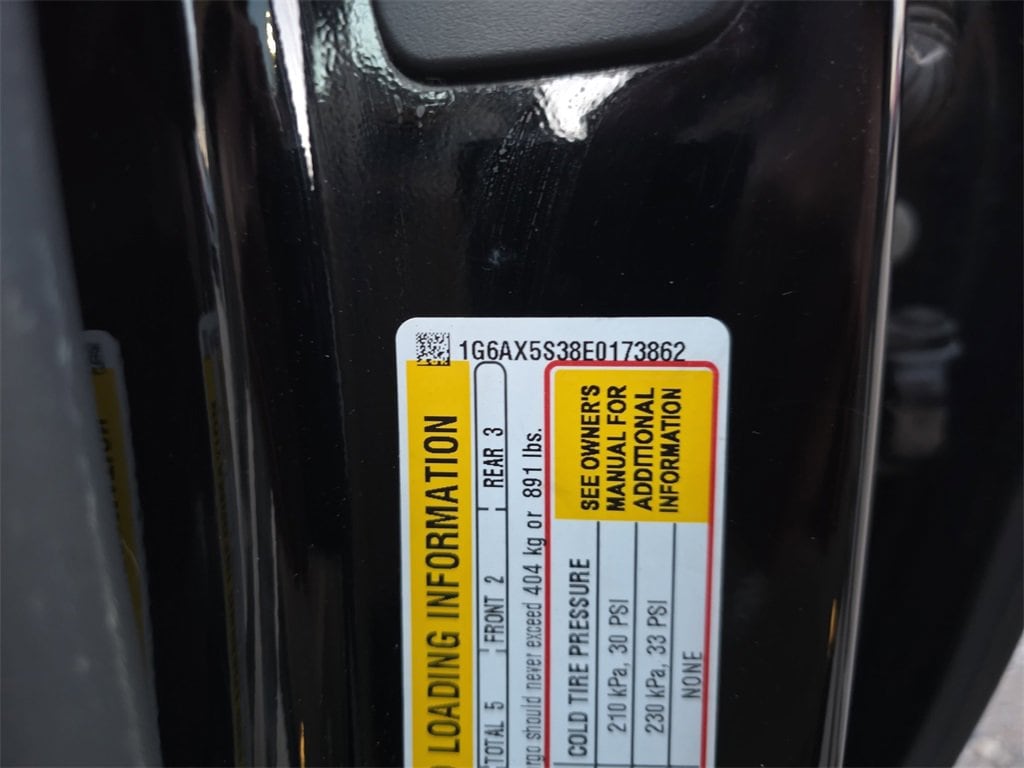 1G6AX5S38E0173862
LOADING INFORMATION
TOTAL 5 FRONT 2 REAR 3
should never exceed 404 kg or 891 lbs.
COLD TIRE PRESSURE
210 kPa, 30 PSI
230 kPa, 33 PSI
NONE
SEE OWNER'S
MANUAL FOR
ADDITIONAL
INFORMATION